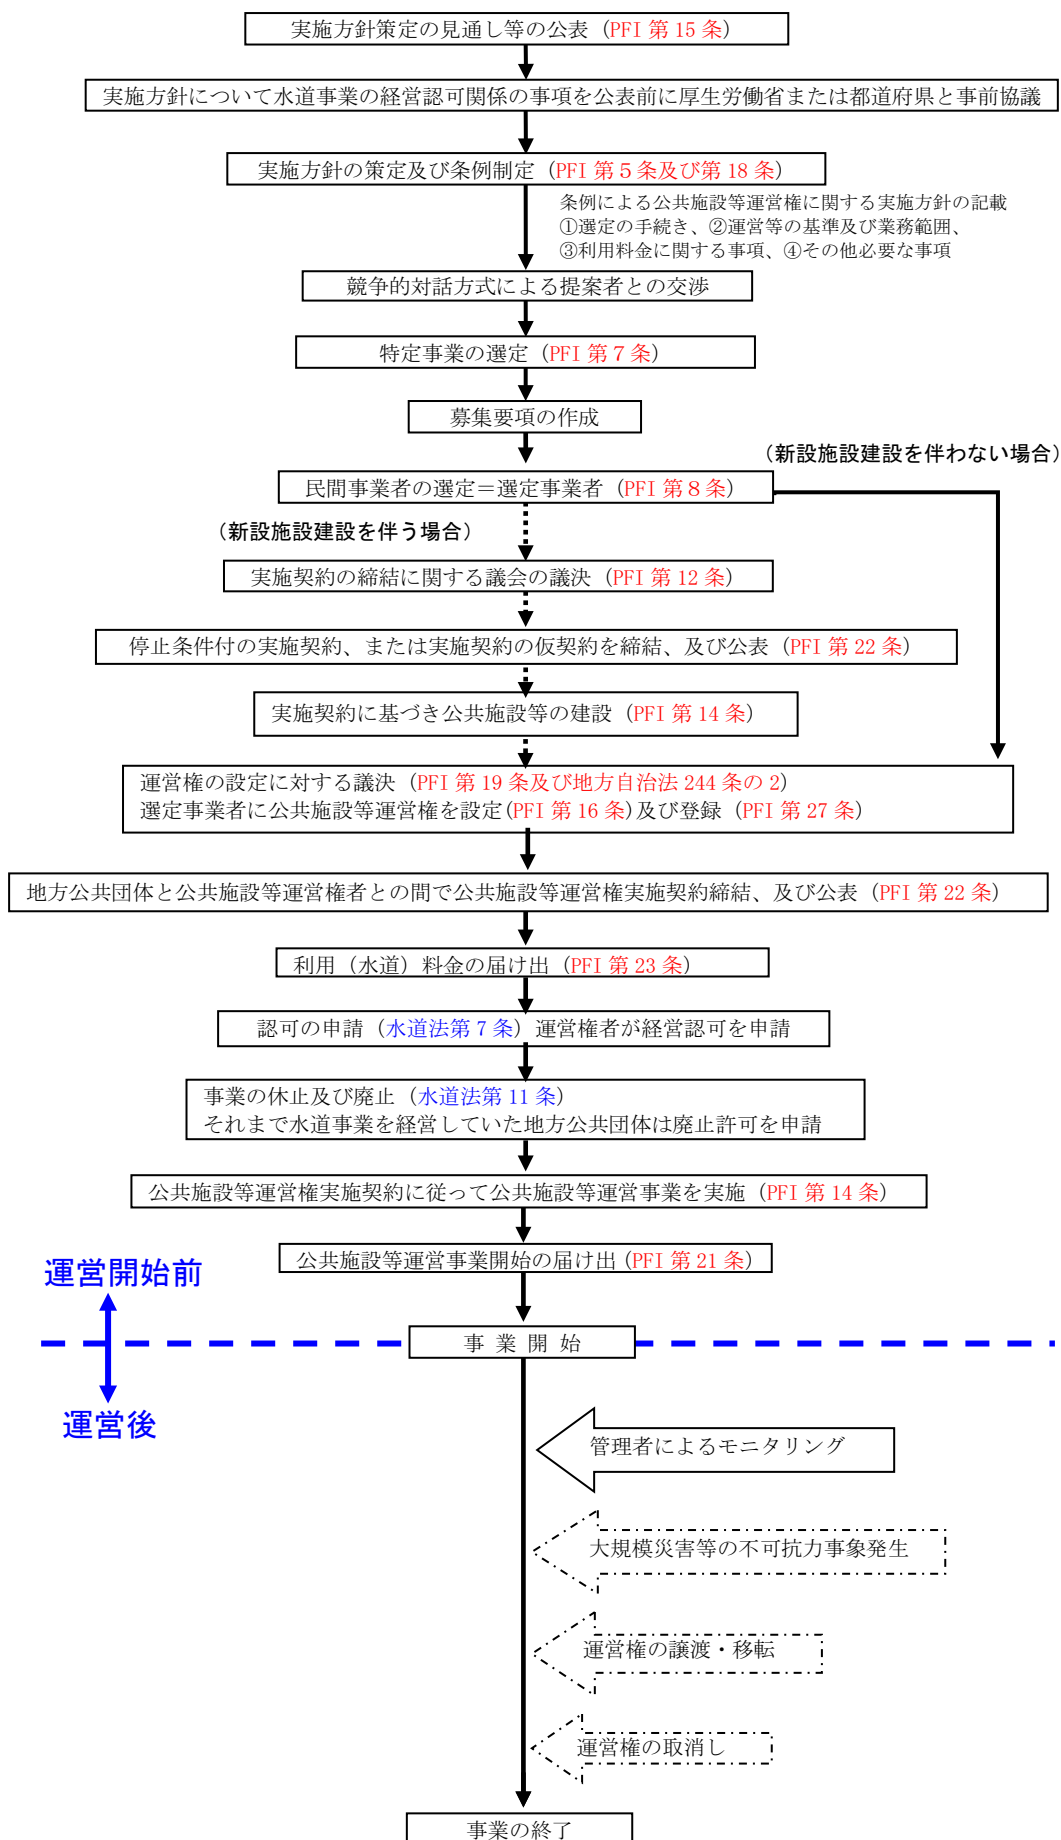 実施方針策定の見通し等の公表（PFI 第 15 条）
実施方針について水道事業の経営認可関係の事項を公表前に厚生労働省または都道府県と事前協議
実施方針の策定及び条例制定（PFI 第５条及び第 18 条）
条例による公共施設等運営権に関する実施方針の記載
①選定の手続き、②運営等の基準及び業務範囲、
③利用料金に関する事項、④その他必要な事項
競争的対話方式による提案者との交渉
特定事業の選定（PFI 第７条）
募集要項の作成
（新設施設建設を伴わない場合）
民間事業者の選定＝選定事業者（PFI 第８条）
（新設施設建設を伴う場合）
実施契約の締結に関する議会の議決（PFI 第 12 条）
停止条件付の実施契約、または実施契約の仮契約を締結、及び公表（PFI 第 22 条）
実施契約に基づき公共施設等の建設（PFI 第 14 条）
運営権の設定に対する議決（PFI 第 19 条及び地方自治法 244 条の 2）
選定事業者に公共施設等運営権を設定(PFI 第 16 条)及び登録（PFI 第 27 条）
地方公共団体と公共施設等運営権者との間で公共施設等運営権実施契約締結、及び公表（PFI 第 22 条）
利用（水道）料金の届け出（PFI 第 23 条）
認可の申請（水道法第７条）運営権者が経営認可を申請
事業の休止及び廃止（水道法第 11 条）
それまで水道事業を経営していた地方公共団体は廃止許可を申請
公共施設等運営権実施契約に従って公共施設等運営事業を実施（PFI 第 14 条）
公共施設等運営事業開始の届け出(PFI 第 21 条）
運営開始前
事 業 開 始
運営後
管理者によるモニタリング
大規模災害等の不可抗力事象発生
運営権の譲渡・移転
運営権の取消し
事業の終了